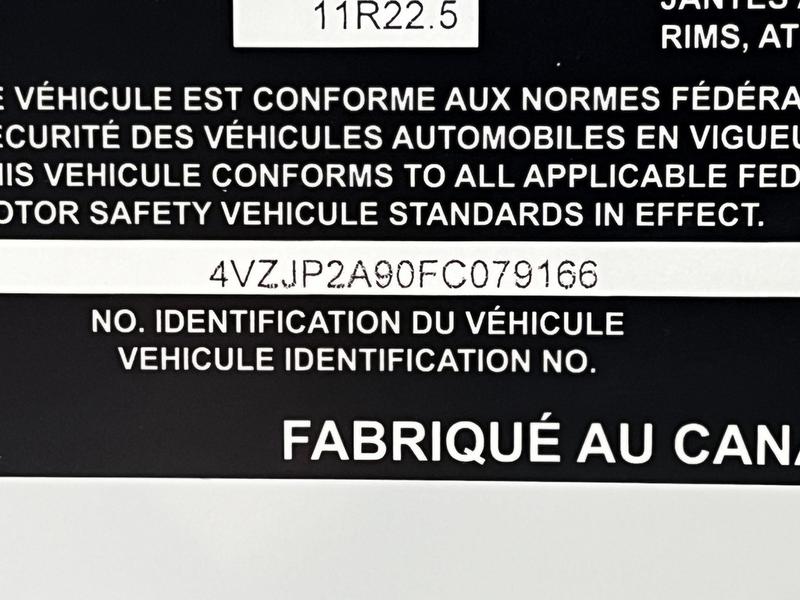 11R22.5
JANTES
RIMS, AT
VÉHICULE EST CONFORME AUX NORMES FÉDÉRA
ÉCURITÉ DES VÉHICULES AUTOMOBILES EN VIGUEU
HIS VEHICULE CONFORMS TO ALL APPLICABLE FED
OTOR SAFETY VEHICULE STANDARDS IN EFFECT.
4VZJP2A90FC079166
NO. IDENTIFICATION DU VÉHICULE
VEHICULE IDENTIFICATION NO.
FABRIQUÉ AU CANA